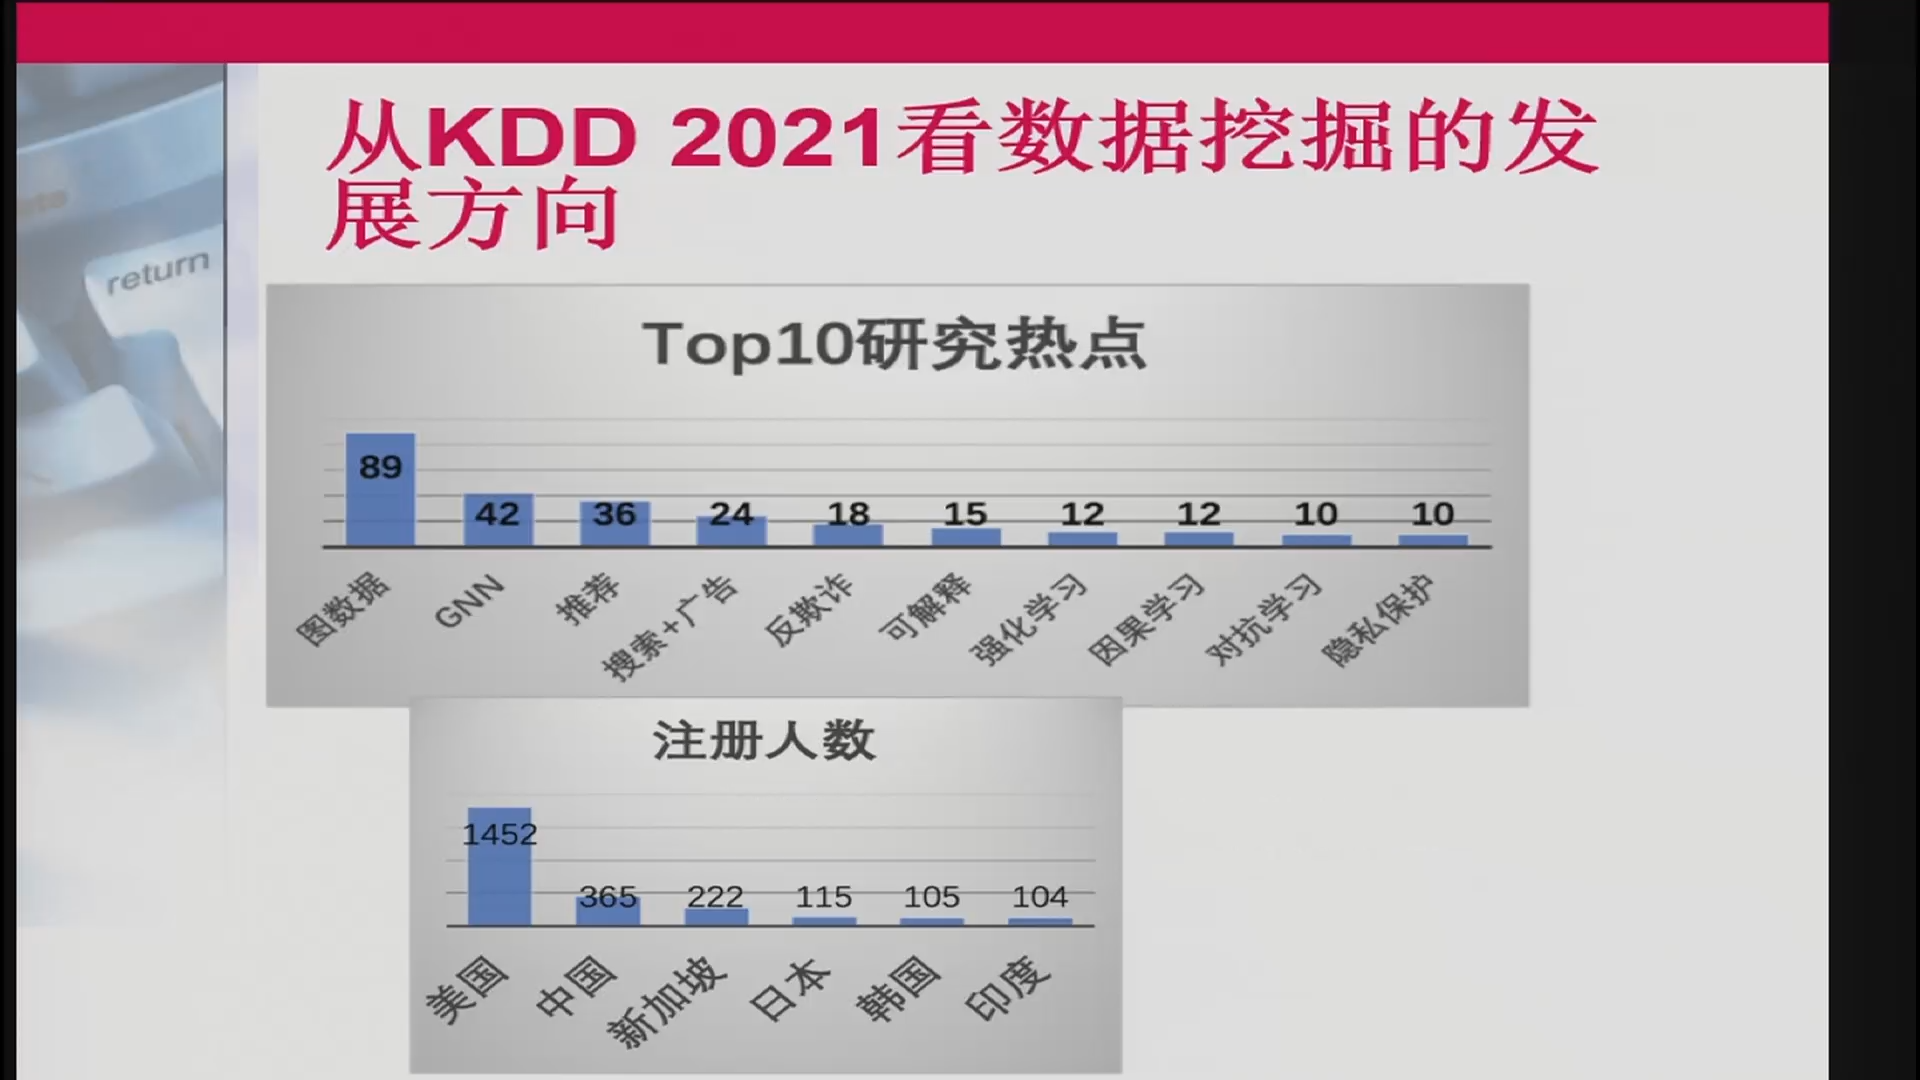 从KDD 2021看数据挖掘的发
展方向
return
Top10研究热点
89
42
36
24
18
15
12
12
10
10
图数据
GNN
推荐
搜索+广告
反欺诈
可解释
强化学习
因果学习
对抗学习
隐私保护
注册人数
1452
365
222
115
105
104
美国
中国
新加坡
日本
韩国
印度